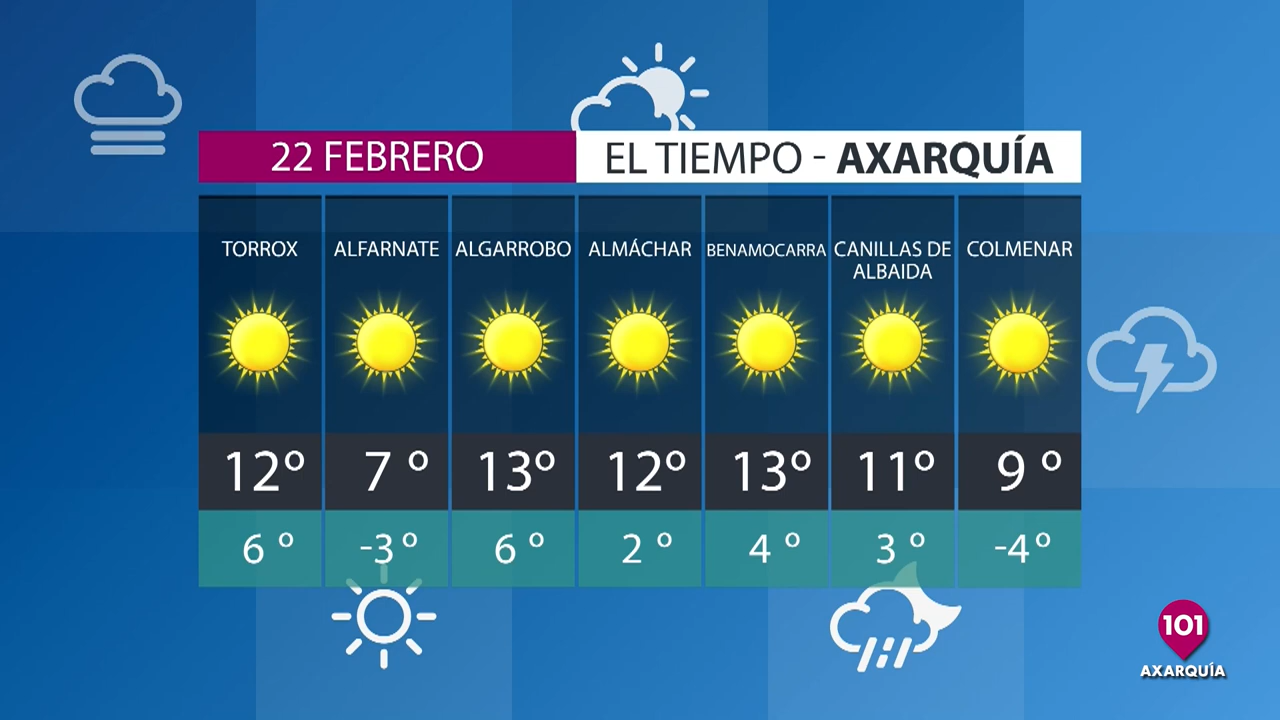 22 FEBRERO
EL TIEMPO - AXARQUÍA
TORROX
ALFARNATE
ALGARROBO
ALMÁCHAR
BENAMOCARRA
CANILLAS DE
ALBAIDA
COLMENAR
12º
7 º
13º
12º
13º
11º
9 º
6 º
-3º
6 º
2 º
4 º
3 º
-4º
101
AXARQUÍA